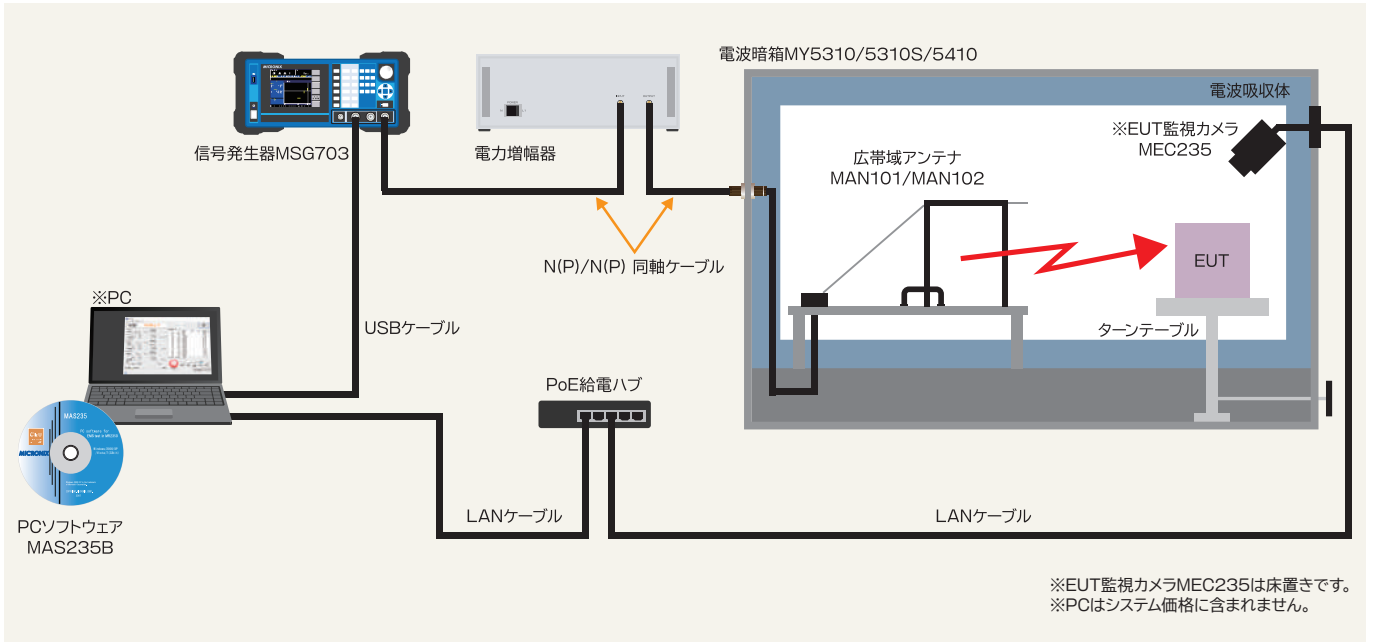 電波暗箱MY5310/5310S/5410
電波吸収体
※EUT監視カメラ
MEC235
信号発生器MSG703
電力増幅器
INPUT
OUTPUT
POWER
広帯域アンテナ
MAN101/MAN102
N(P)/N(P) 同軸ケーブル
EUT
ターンテーブル
※PC
USBケーブル
PoE給電ハブ
MAS235
MICRONIX
PCソフトウェア
MAS235B
LANケーブル
LANケーブル
※EUT監視カメラMEC235は床置きです。
※PCはシステム価格に含まれません。